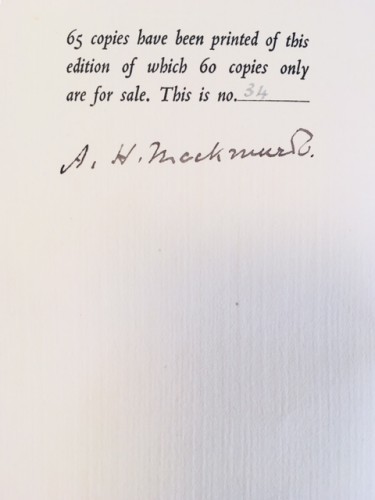 65 copies have been printed of this
edition of which 60 copies only
are for sale. This is no. 34
A. H. Mackmurdo.